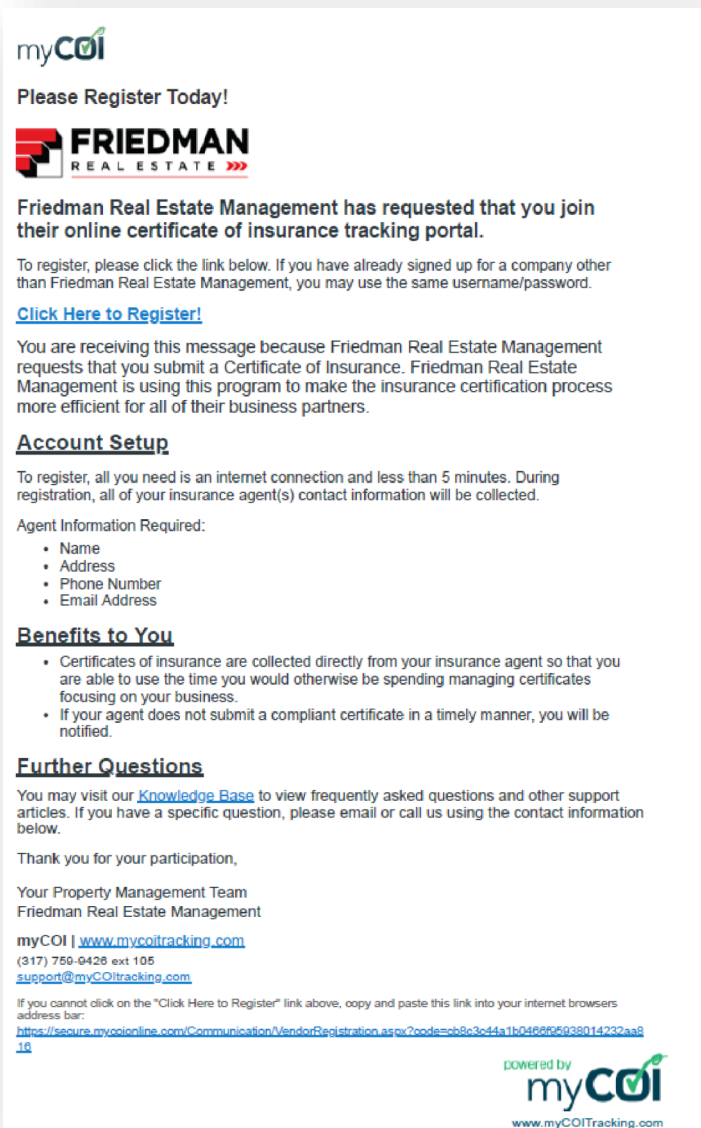 myCOI
Please Register Today!
FRIEDMAN
REAL ESTATE
Friedman Real Estate Management has requested that you join
their online certificate of insurance tracking portal.
To register, please click the link below. If you have already signed up for a company other
than Friedman Real Estate Management, you may use the same username/password.
Click Here to Register!
You are receiving this message because Friedman Real Estate Management
requests that you submit a Certificate of Insurance. Friedman Real Estate
Management is using this program to make the insurance certification process
more efficient for all of their business partners.
Account Setup
To register, all you need is an internet connection and less than 5 minutes. During
registration, all of your insurance agent(s) contact information will be collected.
Agent Information Required:
• Name
• Address
• Phone Number
• Email Address
Benefits to You
• Certificates of insurance are collected directly from your insurance agent so that you
are able to use the time you would otherwise be spending managing certificates
focusing on your business.
• If your agent does not submit a compliant certificate in a timely manner, you will be
notified.
Further Questions
You may visit our Knowledge Base to view frequently asked questions and other support
articles. If you have a specific question, please email or call us using the contact information
below.
Thank you for your participation,
Your Property Management Team
Friedman Real Estate Management
myCOI | www.mycoitracking.com
(317) 759-9426 ext 105
support@myCOItracking.com
If you cannot click on the "Click Here to Register" link above, copy and paste this link into your internet browsers
address bar:
https://secure.mycoionline.com/Communication/VendorRegistration.aspx?code=cb8c3c44a1b0466f95938014232aa8
16
powered by
myCOI
www.myCOITracking.com